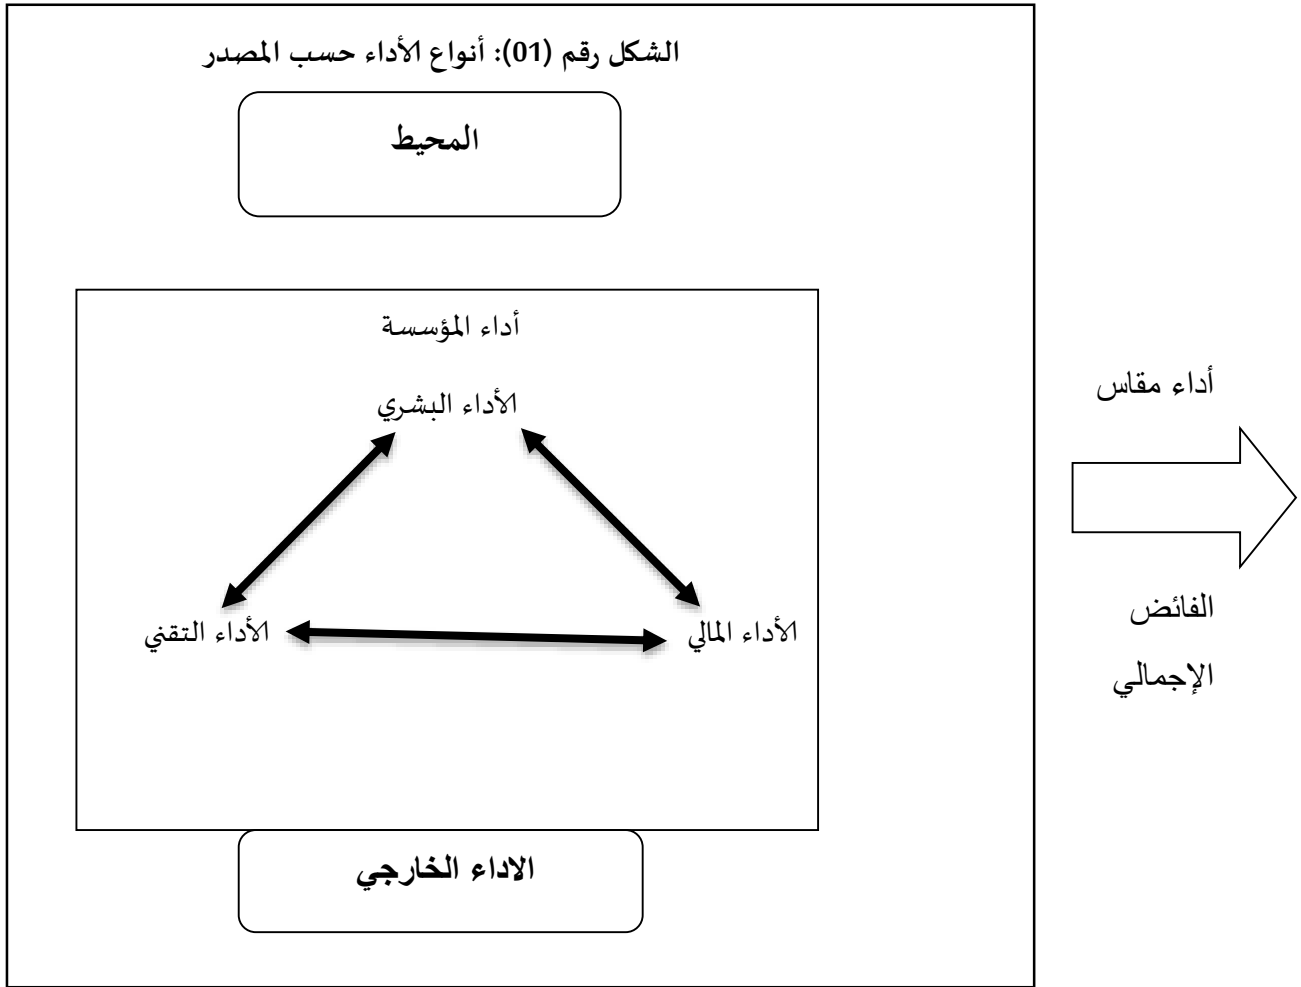 الشكل رقم (01): أنواع الأداء حسب المصدر
المحيط
أداء المؤسسة
الأداء البشري
أداء مقاس
الأداء المالي
الأداء التقني
الفائض
الإجمالي
الاداء الخارجي